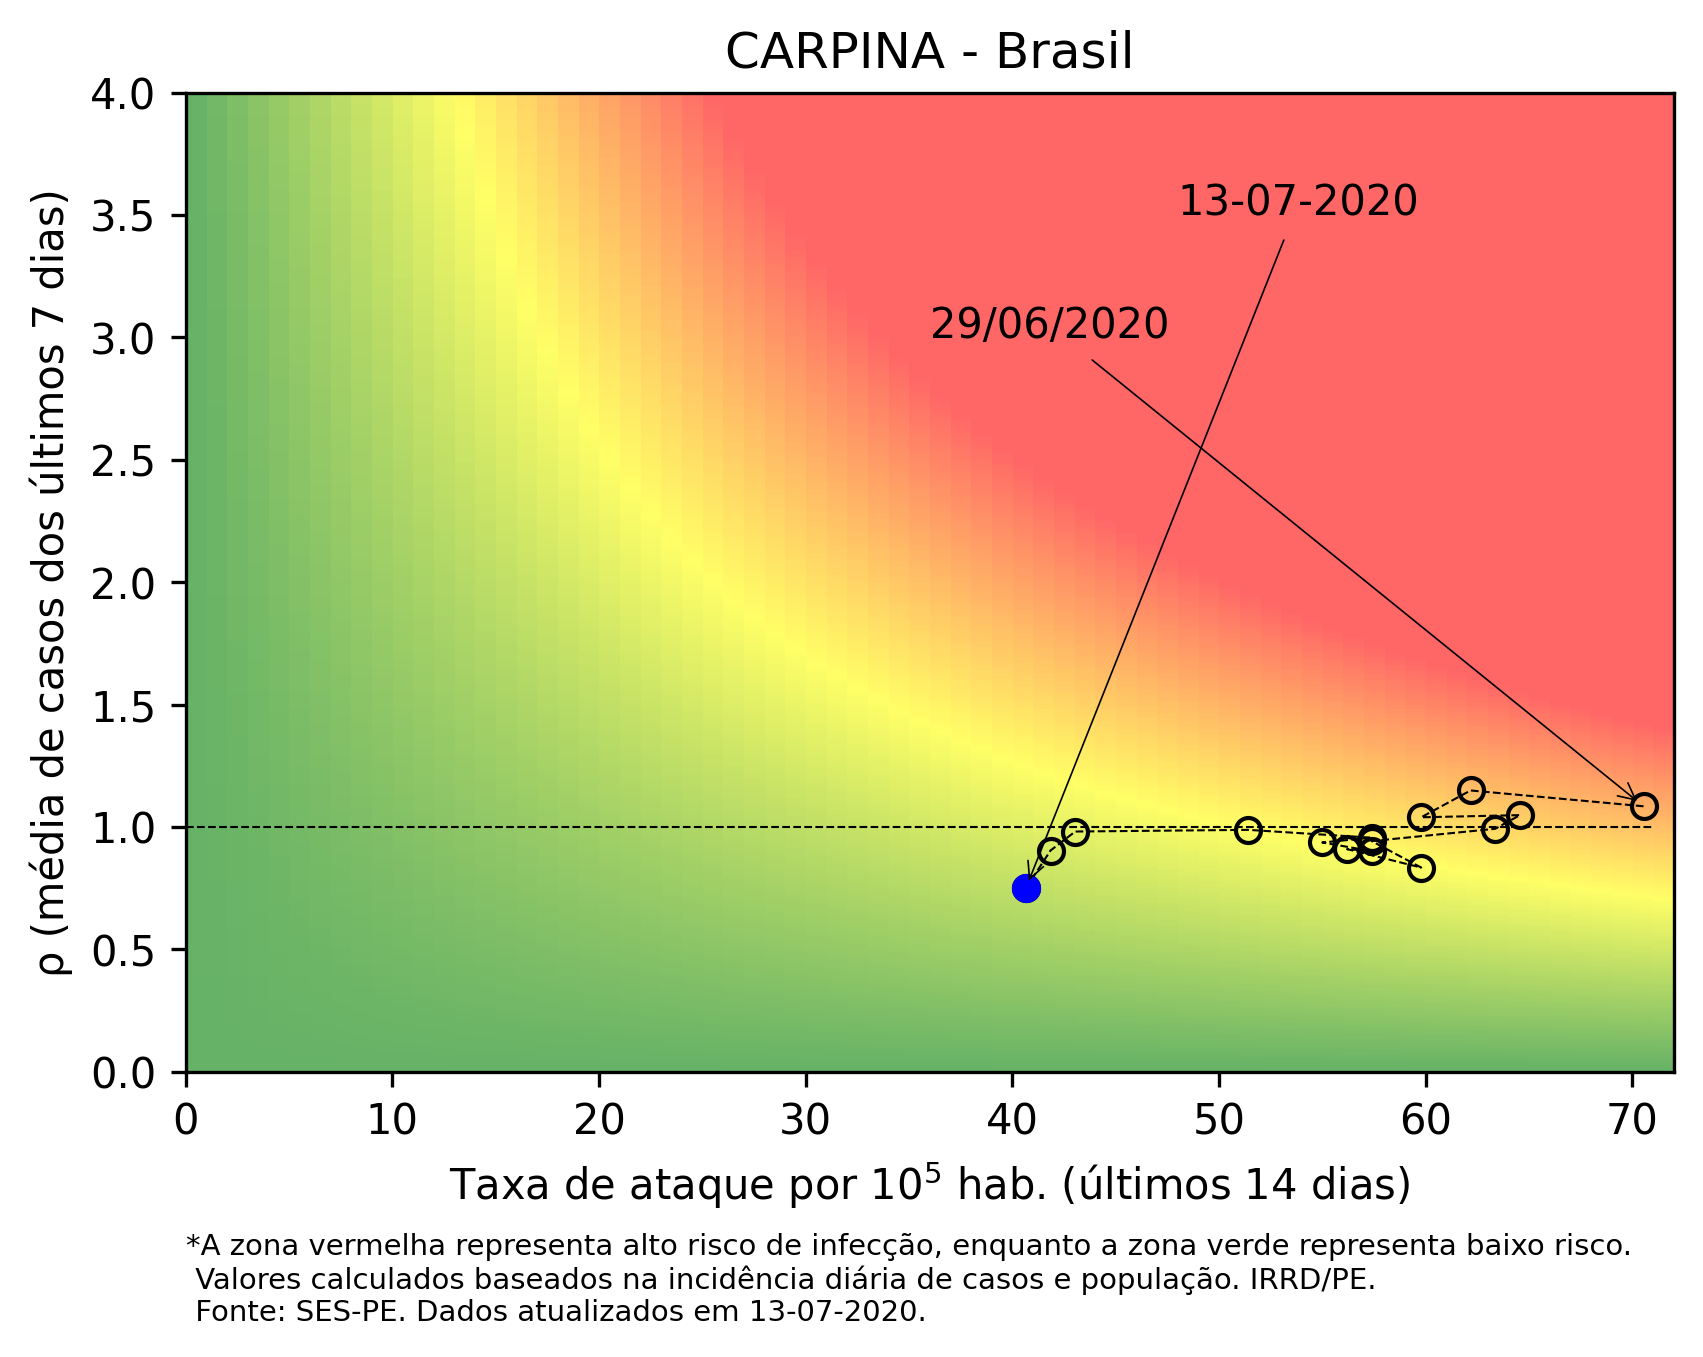 CARPINA - Brasil
4.0
3.5
3.0
2.5
2.0
1.5
1.0
0.5
0.0
ρ (média de casos dos últimos 7 dias)
13-07-2020
29/06/2020
0 10 20 30 40 50 60 70
Taxa de ataque por 10⁵ hab. (últimos 14 dias)
*A zona vermelha representa alto risco de infecção, enquanto a zona verde representa baixo risco.
Valores calculados baseados na incidência diária de casos e população. IRRD/PE.
Fonte: SES-PE. Dados atualizados em 13-07-2020.